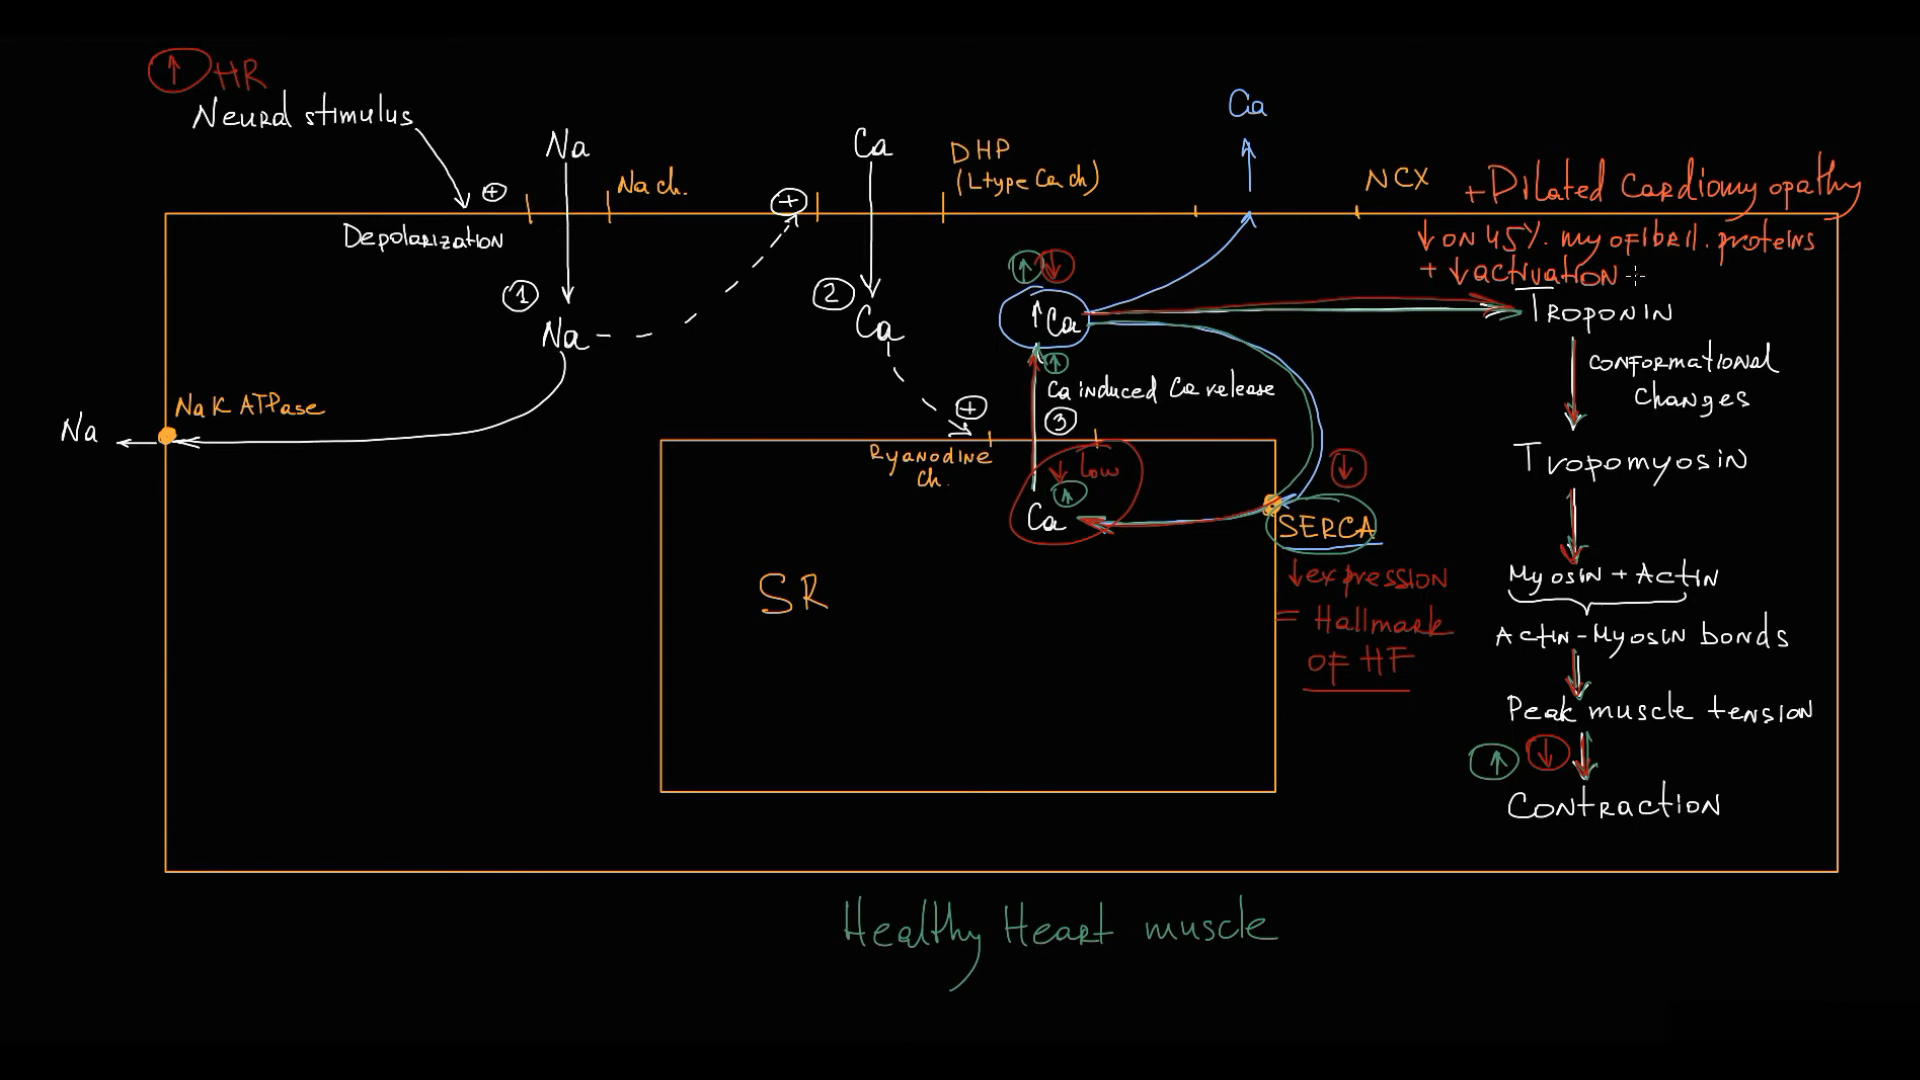 ↑ HR
Neural stimulus
+
Depolarization
Na
Na ch.
1
Na
Na K ATPase
Na
+
Ca
DHP
(L type Ca ch)
2
Ca
+
Ryanodine
ch.
Ca
NCX
+ Dilated Cardiomyopathy
↓ on 45%. myofibril. proteins
+ ↓ activation
↑ ↓
↑ Ca
↑
Ca induced Ca release
3
↓ Low
↑
Ca
↓
SERCA
↓ expression
= Hallmark
of HF
SR
Troponin
conformational
changes
Tropomyosin
Myosin + Actin
Actin-Myosin bonds
Peak muscle tension
↑ ↓
Contraction
Healthy Heart muscle